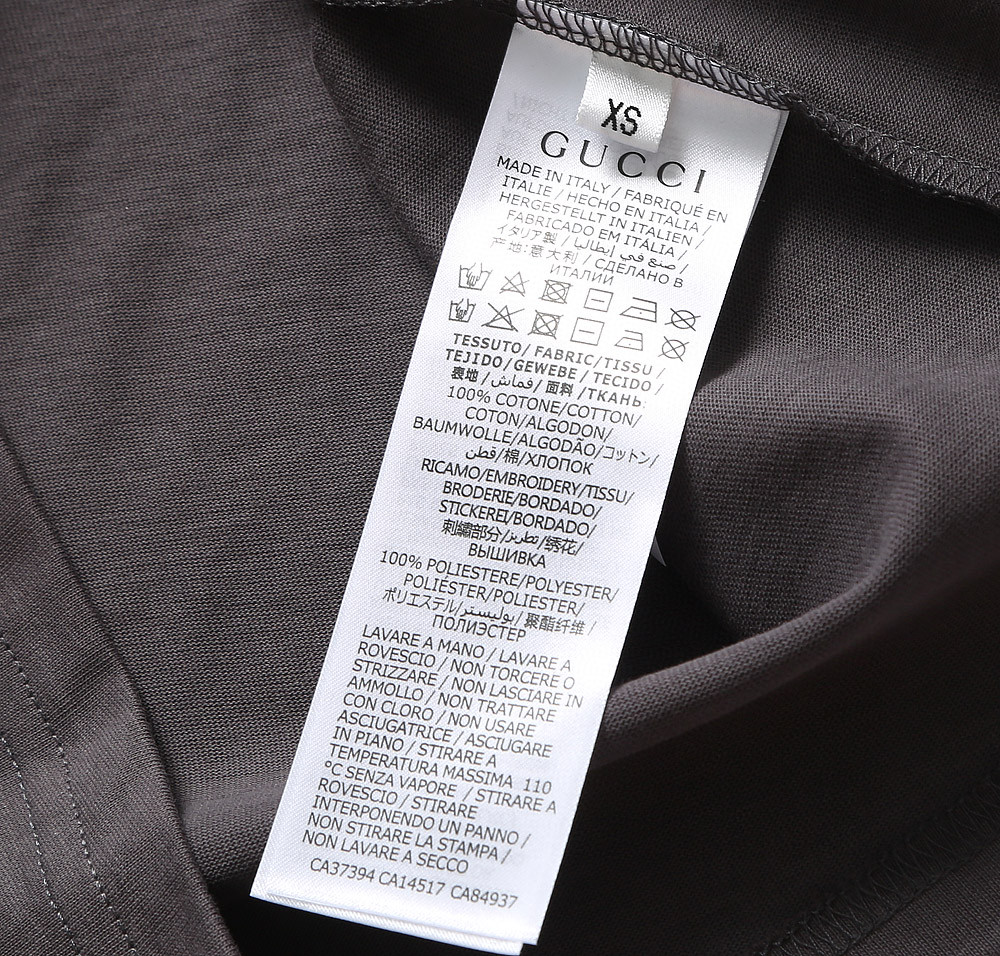 XS
GUCCI
MADE IN ITALY / FABRIQUÉ EN
ITALIE / HECHO EN ITALIA /
HERGESTELLT IN ITALIEN /
FABRICADO EM ITÁLIA /
イタリア製 / صنع في إيطاليا /
产地:意大利 / СДЕЛАНО В
ИТАЛИИ
TESSUTO/ FABRIC/TISSU /
TEJIDO/GEWEBE / TECIDO /
表地 /قماش/ 面料 /ТКАНЬ:
100% COTONE/COTTON/
COTON/ALGODON/
BAUMWOLLE/ALGODÃO/コットン/
قطن/棉/ХЛОПОК
RICAMO/EMBROIDERY/TISSU/
BRODERIE/BORDADO/
STICKEREI/BORDADO/
刺繍部分/تطريز/绣花/
ВЫШИВКА
100% POLIESTERE/POLYESTER/
POLIÉSTER/POLIESTER/
ポリエステル/بوليستر/聚酯纤维/
ПОЛИЭСТЕР
LAVARE A MANO / LAVARE A
ROVESCIO / NON TORCERE O
STRIZZARE / NON LASCIARE IN
AMMOLLO / NON TRATTARE
CON CLORO / NON USARE
ASCIUGATRICE / ASCIUGARE
IN PIANO / STIRARE A
TEMPERATURA MASSIMA 110
°C SENZA VAPORE / STIRARE A
ROVESCIO / STIRARE
INTERPONENDO UN PANNO /
NON STIRARE LA STAMPA /
NON LAVARE A SECCO
CA37394 CA14517 CA84937